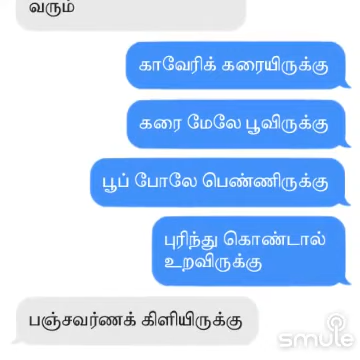 வரும்
காவேரிக் கரையிருக்கு
கரை மேலே பூவிருக்கு
பூப் போலே பெண்ணிருக்கு
புரிந்து கொண்டால்
உறவிருக்கு
பஞ்சவர்ணக் கிளியிருக்கு
smule